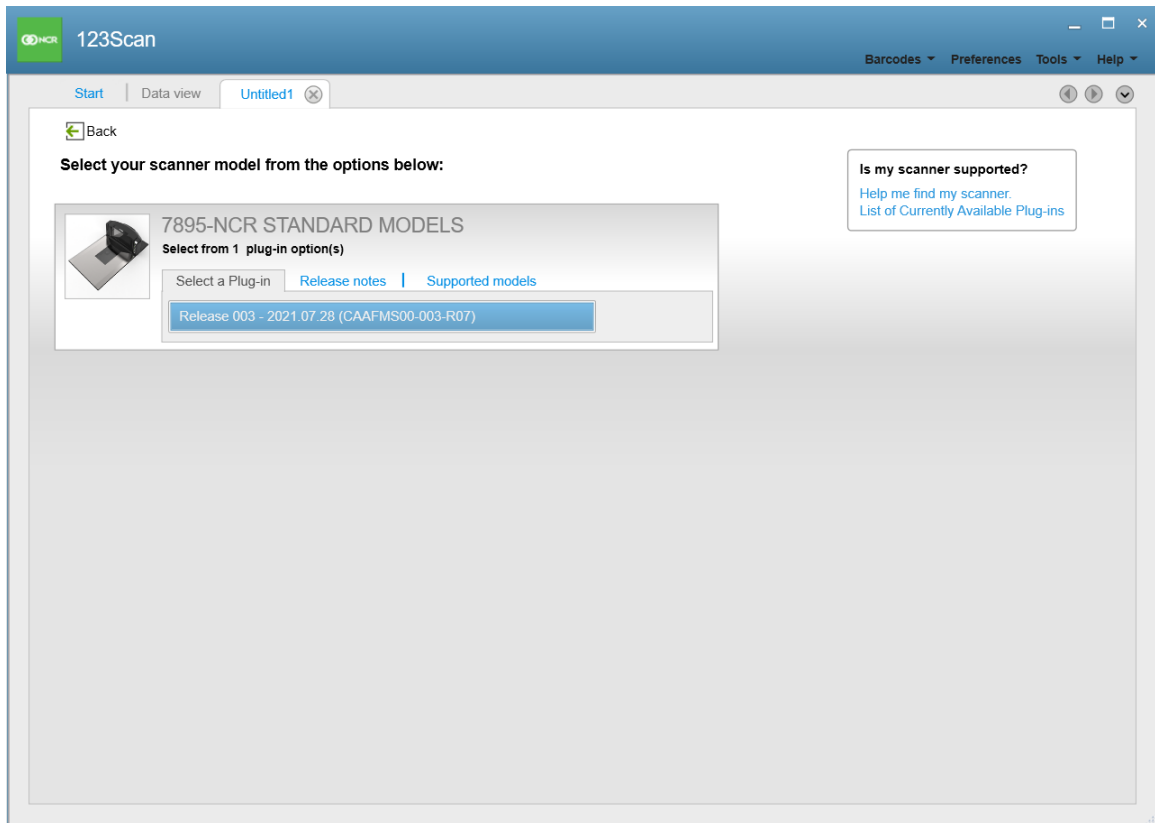 NCR 123Scan
Barcodes Preferences Tools Help
Start Data view Untitled1
Back
Select your scanner model from the options below:
Is my scanner supported?
Help me find my scanner.
List of Currently Available Plug-ins
7895-NCR STANDARD MODELS
Select from 1 plug-in option(s)
Select a Plug-in Release notes Supported models
Release 003 - 2021.07.28 (CAAFMS00-003-R07)